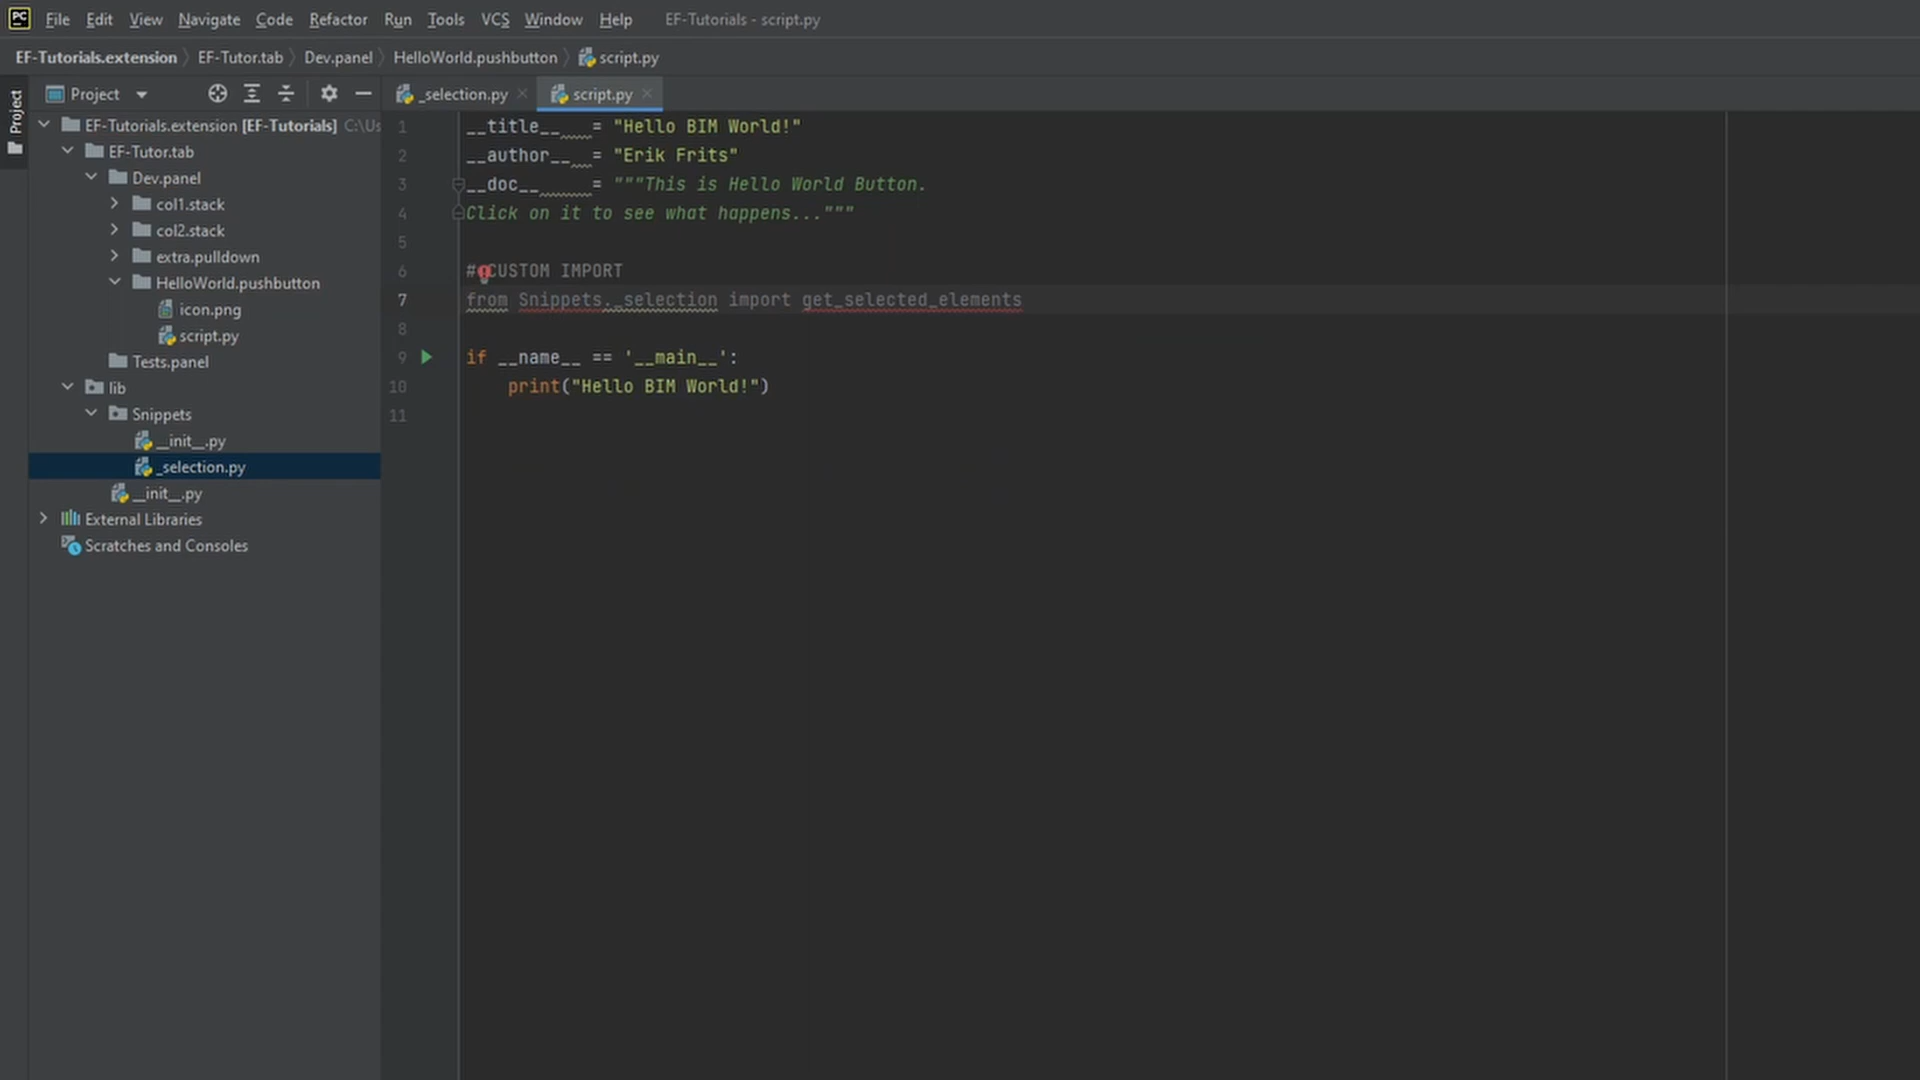 PC File Edit View Navigate Code Refactor Run Tools VCS Window Help EF-Tutorials - script.py
EF-Tutorials.extension EF-Tutor.tab Dev.panel HelloWorld.pushbutton script.py
Project
Project
_selection.py
script.py
EF-Tutorials.extension [EF-Tutorials] C:\Us
EF-Tutor.tab
Dev.panel
col1.stack
col2.stack
extra.pulldown
HelloWorld.pushbutton
icon.png
script.py
Tests.panel
lib
Snippets
__init__.py
_selection.py
__init__.py
External Libraries
Scratches and Consoles
1 __title__ = "Hello BIM World!"
2 __author__ = "Erik Frits"
3 __doc__ = """This is Hello World Button.
4 Click on it to see what happens..."""
5
6 # CUSTOM IMPORT
7 from Snippets._selection import get_selected_elements
8
9 if __name__ == '__main__':
10 print("Hello BIM World!")
11